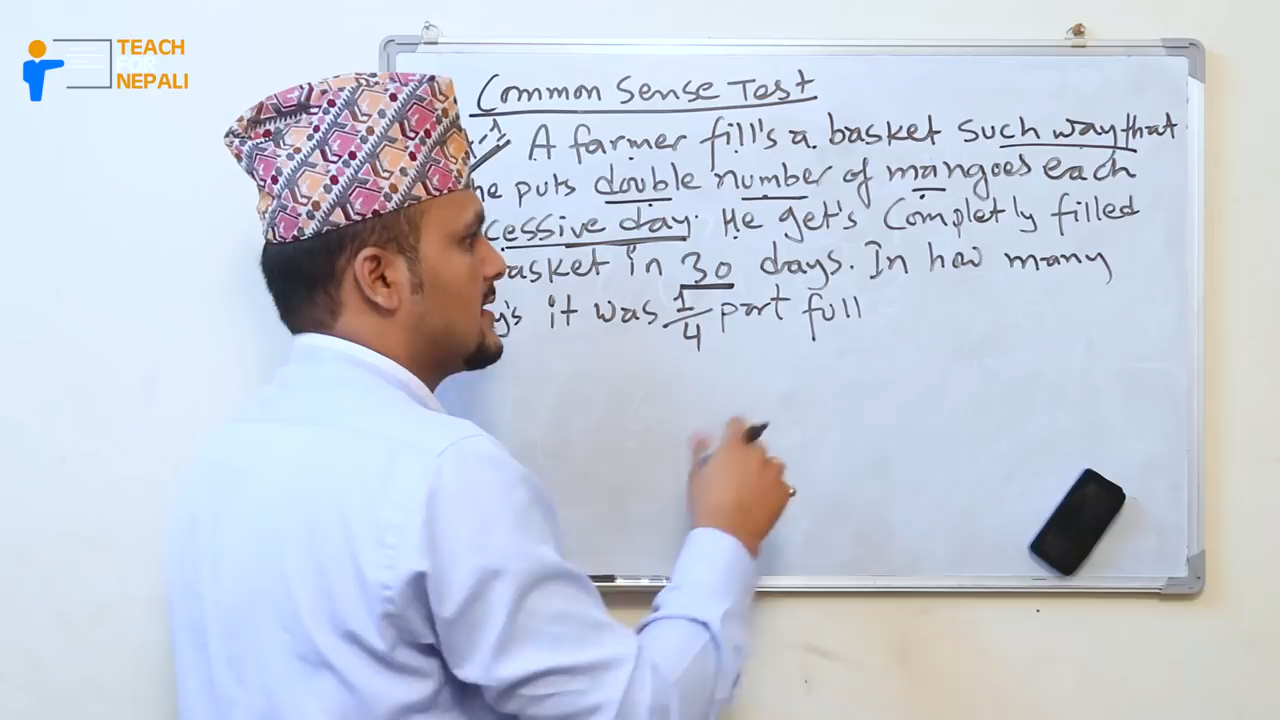 TEACH
FOR
NEPALI
Common Sense Test
1 A farmer fill's a basket such way that
he puts double number of mangoes each
cessive day. He get's Completly filled
asket in 30 days. In how many
y's it was 1/4 part full